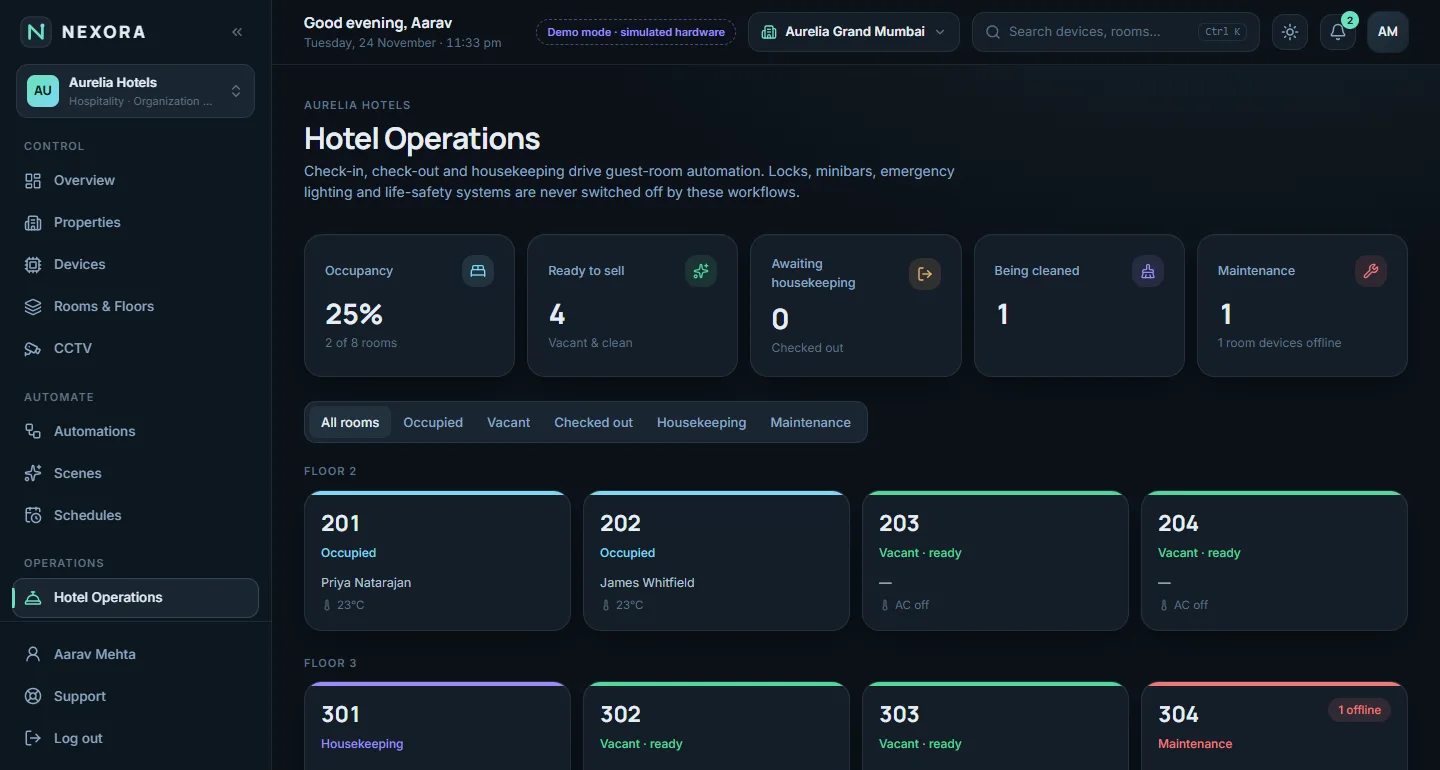 NEXORA
Aurelia Hotels
Hospitality · Organization ...
CONTROL
Overview
Properties
Devices
Rooms & Floors
CCTV
AUTOMATE
Automations
Scenes
Schedules
OPERATIONS
Hotel Operations
Aarav Mehta
Support
Log out
Good evening, Aarav
Tuesday, 24 November · 11:33 pm
Demo mode · simulated hardware
Aurelia Grand Mumbai
Search devices, rooms...
Ctrl K
2
AM
AU
AURELIA HOTELS
Hotel Operations
Check-in, check-out and housekeeping drive guest-room automation. Locks, minibars, emergency
lighting and life-safety systems are never switched off by these workflows.
Occupancy
25%
2 of 8 rooms
Ready to sell
4
Vacant & clean
Awaiting
housekeeping
0
Checked out
Being cleaned
1
Maintenance
1
1 room devices offline
All rooms
Occupied
Vacant
Checked out
Housekeeping
Maintenance
FLOOR 2
201
Occupied
Priya Natarajan
23°C
202
Occupied
James Whitfield
23°C
203
Vacant · ready
—
AC off
204
Vacant · ready
—
AC off
FLOOR 3
301
Housekeeping
302
Vacant · ready
303
Vacant · ready
304
1 offline
Maintenance